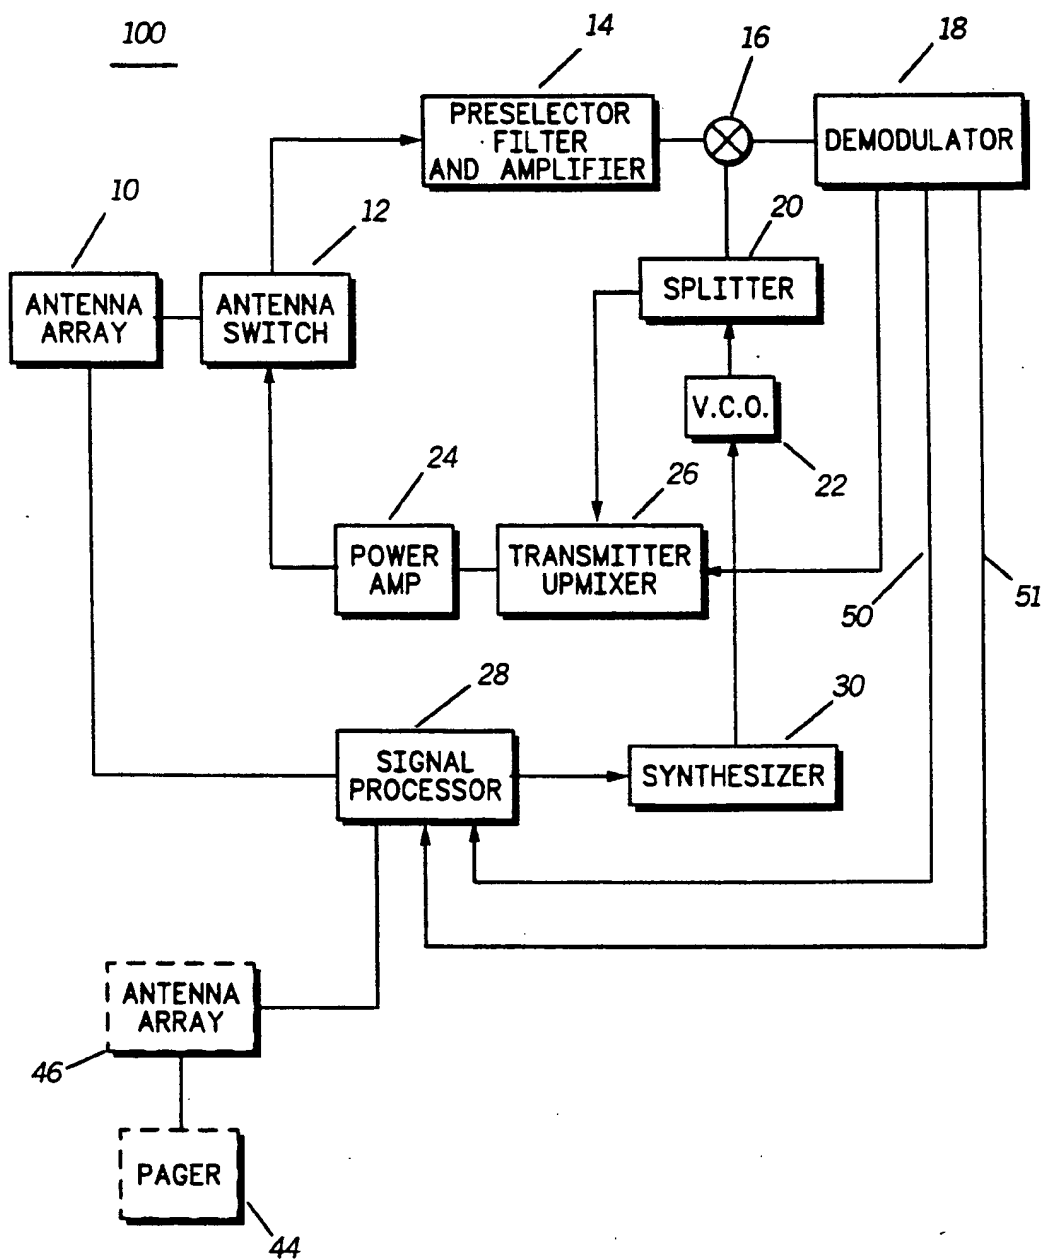 100
14
16
18
PRESELECTOR
FILTER
AND AMPLIFIER
DEMODULATOR
10
12
20
ANTENNA
ARRAY
ANTENNA
SWITCH
SPLITTER
V.C.O.
22
24
26
POWER
AMP
TRANSMITTER
UPMIXER
50
51
28
30
SIGNAL
PROCESSOR
SYNTHESIZER
ANTENNA
ARRAY
46
PAGER
44